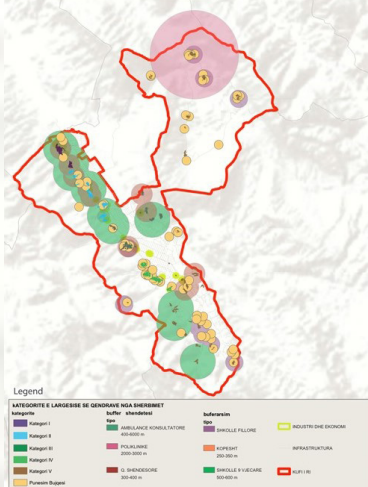 Legend
KATEGORITE E LARGESISE SE QENDRAVE NGA SHERBIMET
kategorite
Kategori I
Kategori II
Kategori III
Kategori IV
Kategori V
Punesim Bujqesi
buffer shendetesi
tipo
AMBULANCE KONSULTATORE
400-6000 m
POLIKLINIKE
2000-3000 m
Q. SHENDESORE
300-400 m
buferarsim
tipo
SHKOLLE FILLORE
KOPESHT
250-350 m
SHKOLLE 9 VJECARE
500-600 m
INDUSTRI DHE EKONOMI
INFRASTRUKTURA
KUFI I RI